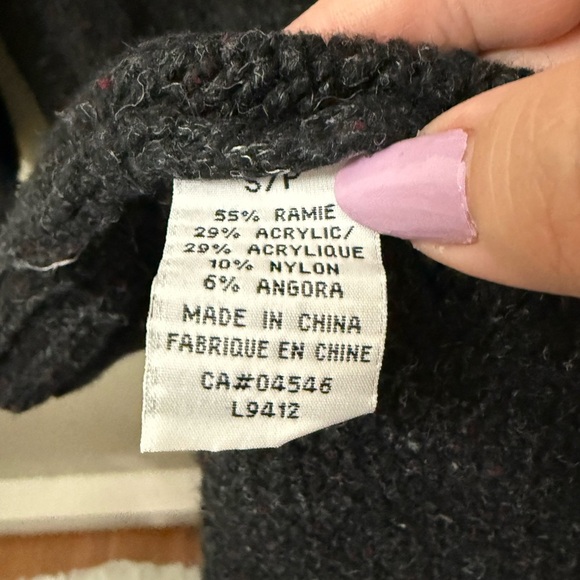 S/P
55% RAMIE
29% ACRYLIC/
29% ACRYLIQUE
10% NYLON
6% ANGORA
MADE IN CHINA
FABRIQUE EN CHINE
CA#04546
L9412